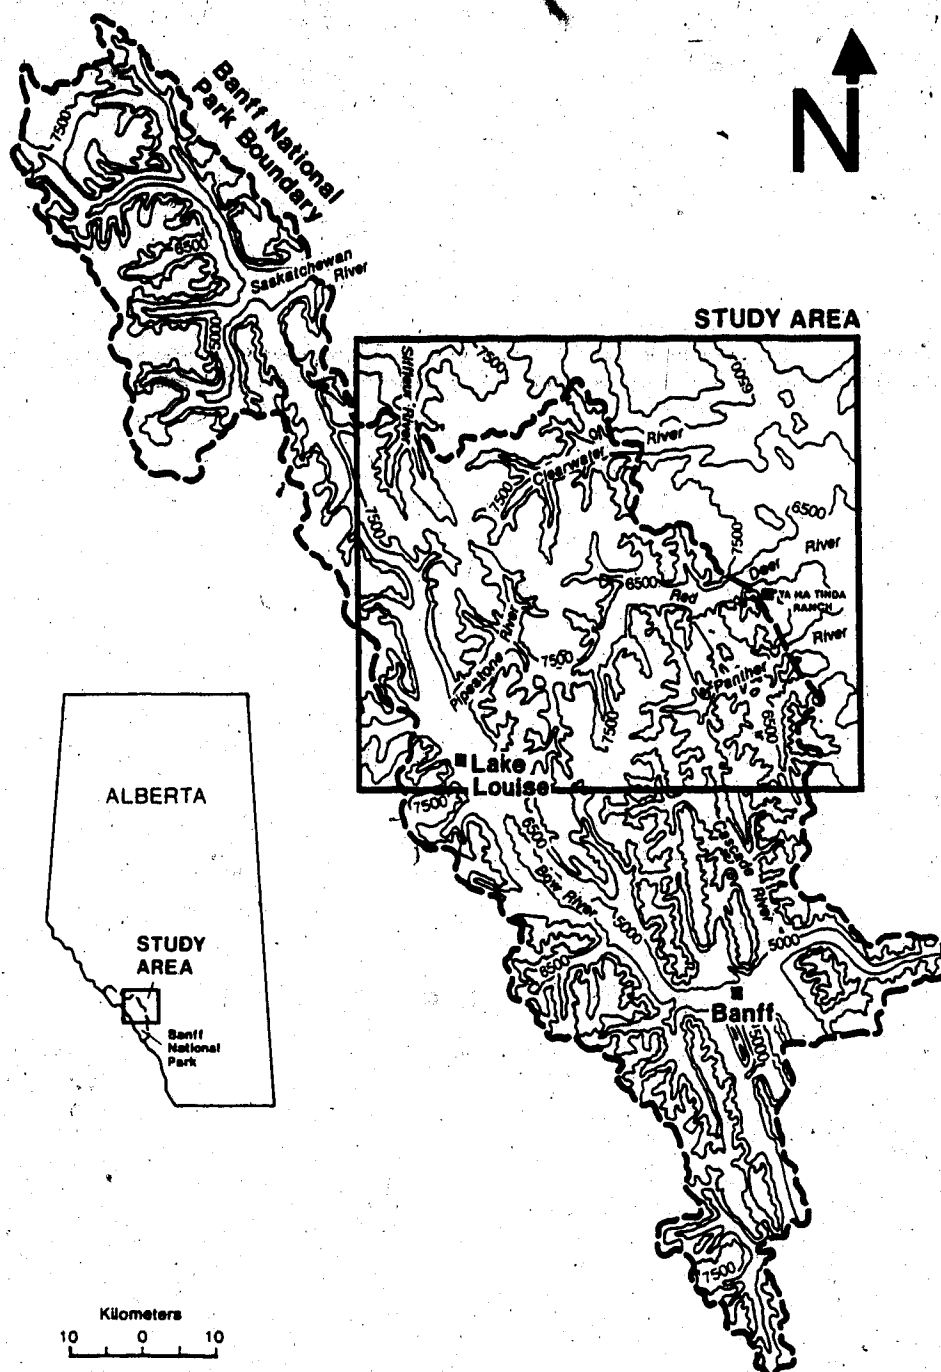 N
Banff National
Park Boundary
7500
6500
Saskatchewan
River
5000
STUDY AREA
Siffleur River
7500
6500
River
Clearwater
7500
7500
6500
7500
River
Deer
6500
Red
YA HA TINDA
RANCH
River
Pipestone
River
7500
Panther
7500
6500
Lake
Louise
7500
6500
Cascade
River
Bow River
5000
5000
6500
Banff
5000
7500
ALBERTA
STUDY
AREA
Banff
National
Park
Kilometers
10 0 10